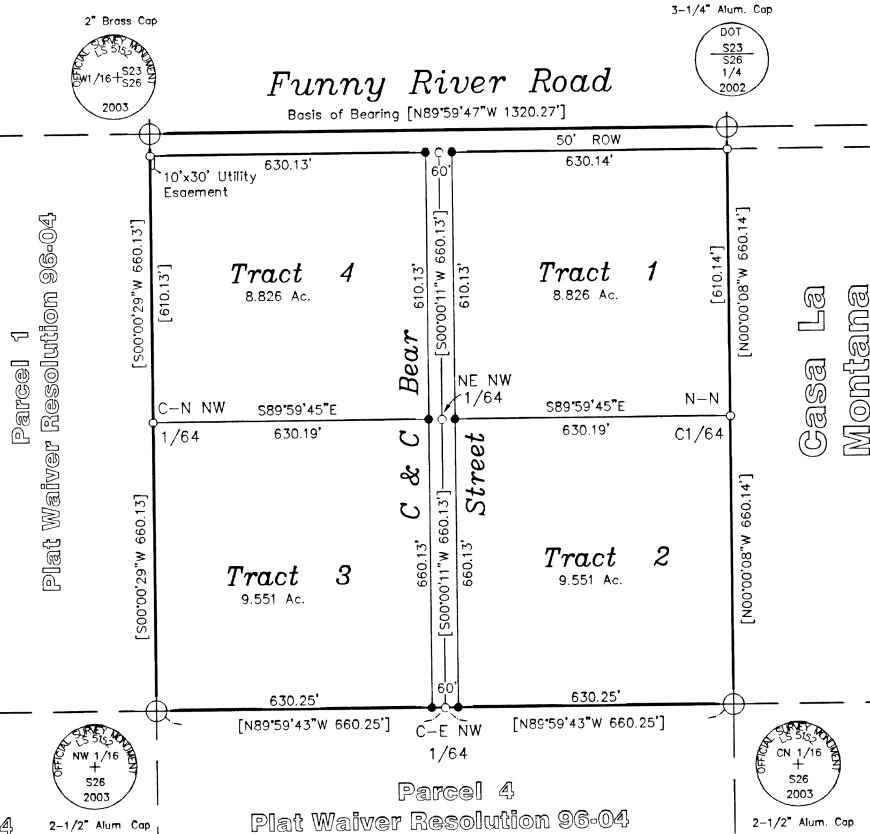 2" Brass Cap
3-1/4" Alum. Cap
OFFICIAL SURVEY MONUMENT
LS 5152
W1/16 S23
S26
2003
DOT
S23
S26
1/4
2002
Funny River Road
Basis of Bearing [N89°59'47"W 1320.27']
50' ROW
630.13'
60'
630.14'
10'x30' Utility
Esaement
[S00°00'29"W 660.13']
[610.13']
Tract 4
8.826 Ac.
610.13'
[S00°00'11"W 660.13']
610.13'
Tract 1
8.826 Ac.
[610.14']
[N00°00'08"W 660.14']
Parcel 1
Plat Waiver Resolution 96-04
Casa La
Montana
C & C Bear
Street
C-N NW
1/64
S89°59'45"E
630.19'
NE NW
1/64
S89°59'45"E
630.19'
N-N
C1/64
[S00°00'29"W 660.13]
Tract 3
9.551 Ac.
660.13'
[S00°00'11"W 660.13']
660.13'
Tract 2
9.551 Ac.
[N00°00'08"W 660.14']
630.25'
60'
630.25'
[N89°59'43"W 660.25']
C-E NW
1/64
[N89°59'43"W 660.25']
OFFICIAL SURVEY MONUMENT
LS 5152
NW 1/16
S26
2003
2-1/2" Alum Cap
OFFICIAL SURVEY MONUMENT
LS 5152
CN 1/16
S26
2003
2-1/2" Alum. Cap
Parcel 4
Plat Waiver Resolution 96-04
4